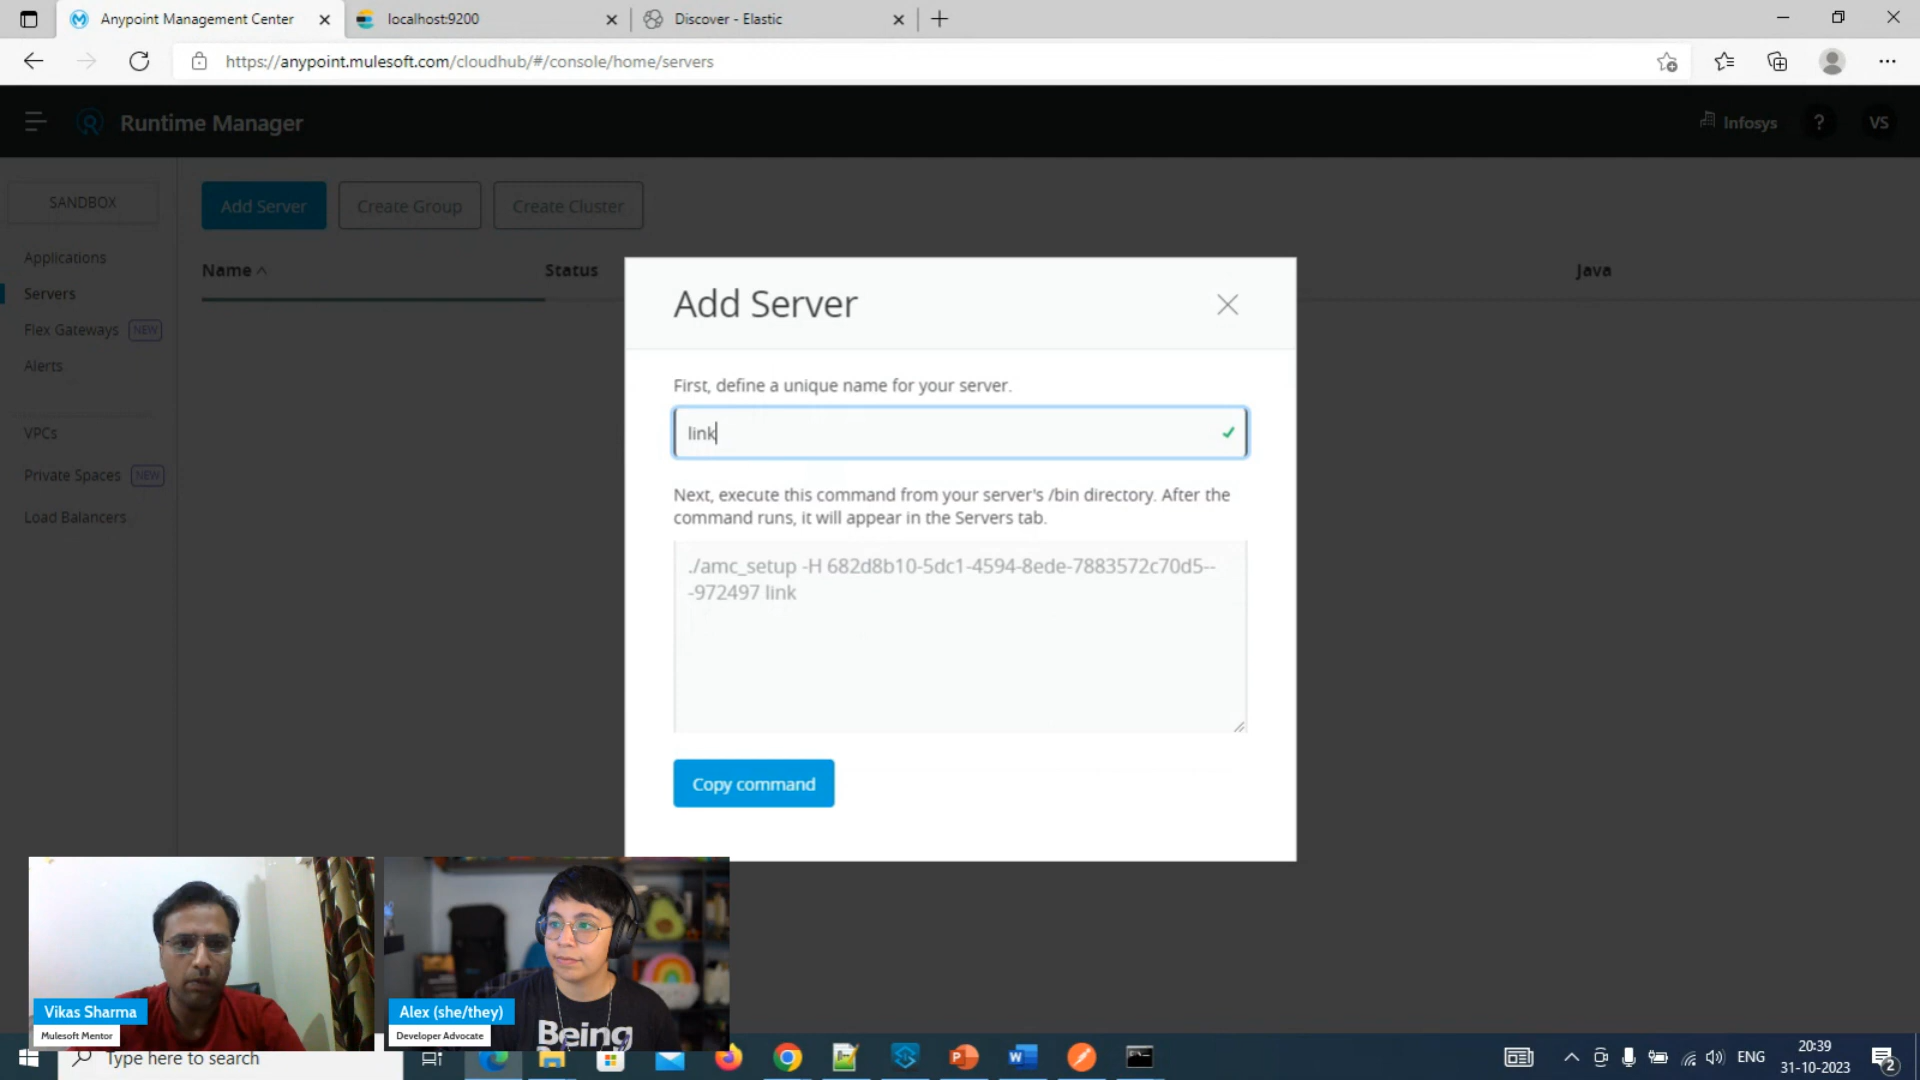 Anypoint Management Center
localhost:9200
Discover - Elastic
https://anypoint.mulesoft.com/cloudhub/#/console/home/servers
Runtime Manager
Infosys
?
VS
SANDBOX
Add Server
Create Group
Create Cluster
Applications
Servers
Flex Gateways NEW
Alerts
VPCs
Private Spaces NEW
Load Balancers
Name
Status
Java
Add Server
First, define a unique name for your server.
link
Next, execute this command from your server's /bin directory. After the
command runs, it will appear in the Servers tab.
./amc_setup -H 682d8b10-5dc1-4594-8ede-7883572c70d5--
-972497 link
Copy command
Vikas Sharma
Mulesoft Mentor
Alex (she/they)
Developer Advocate
Being
Type here to search
ENG
20:39
31-10-2023
2